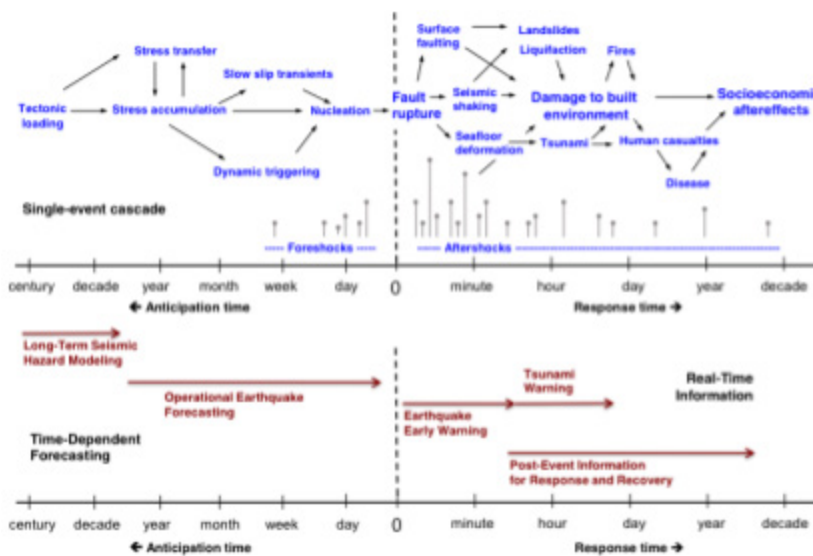 Surface
faulting
Landslides
Liquifaction
Fires
Stress transfer
Slow slip transients
Tectonic
loading
Stress accumulation
Nucleation
Fault
rupture
Seismic
shaking
Damage to built
environment
Socioeconomi
aftereffects
Seafloor
deformation
Tsunami
Human casualties
Dynamic triggering
Disease
Single-event cascade
Foreshocks
Aftershocks
century decade year month week day 0 minute hour day year decade
← Anticipation time
Response time →
Long-Term Seismic
Hazard Modeling
Operational Earthquake
Forecasting
Time-Dependent
Forecasting
Tsunami
Warning
Real-Time
Information
Earthquake
Early Warning
Post-Event Information
for Response and Recovery
century decade year month week day 0 minute hour day year decade
← Anticipation time
Response time →